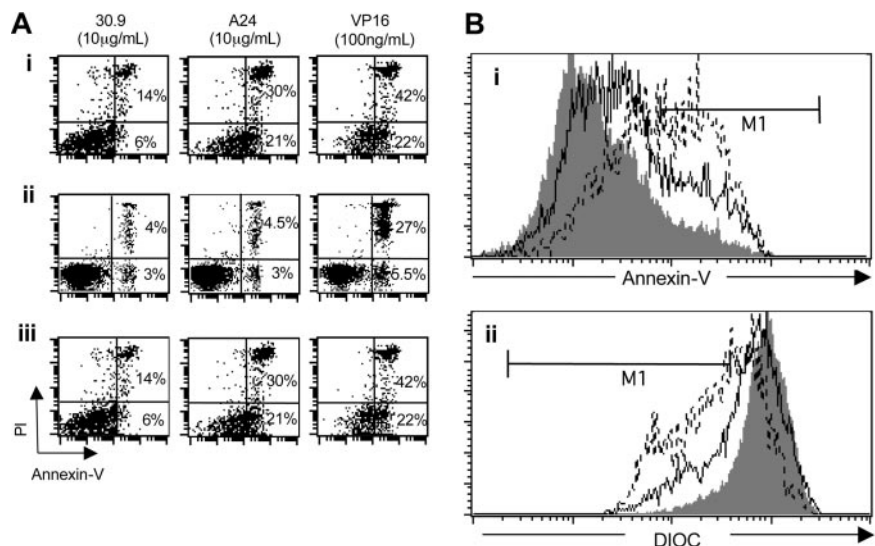 A
30.9
(10μg/mL)
A24
(10μg/mL)
VP16
(100ng/mL)
i
14%
6%
30%
21%
42%
22%
ii
4%
3%
4.5%
3%
27%
5.5%
iii
14%
6%
30%
21%
42%
22%
PI
Annexin-V
B
i
M1
Annexin-V
ii
M1
DIOC